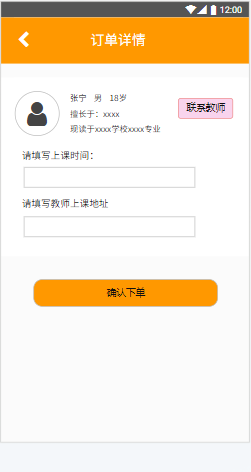 12:00
订单详情
张宁 男 18岁
联系教师
擅长于：xxxx
现读于xxxx学校xxxx专业
请填写上课时间：
请填写教师上课地址
确认下单